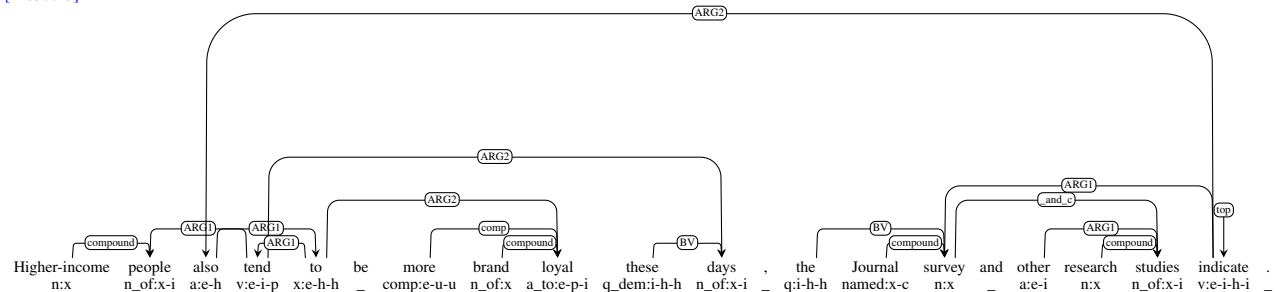 ARG2
ARG2
ARG2 ARG1
_and_c top
ARG1 ARG1 comp BV ARG1
compound ARG1 compound BV compound compound
Higher-income people also tend to be more brand loyal these days , the Journal survey and other research studies indicate .
n:x n_of:x-i a:e-h v:e-i-p x:e-h-h _ comp:e-u-u n_of:x a_to:e-p-i q_dem:i-h-h n_of:x-i _ q:i-h-h named:x-c n:x _ a:e-i n:x n_of:x-i v:e-i-h-i _